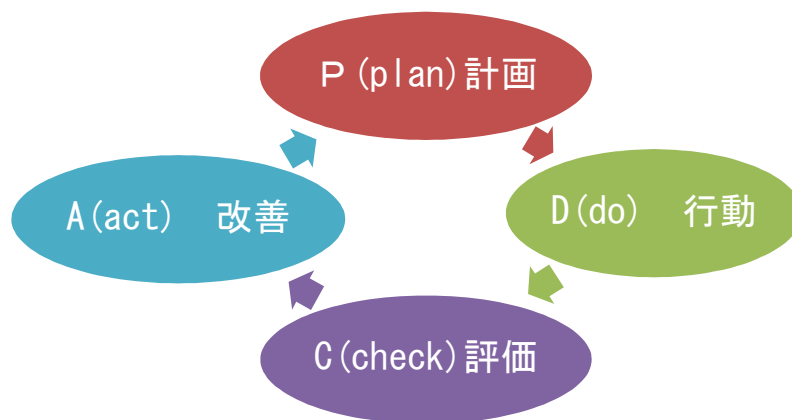 Ｐ(plan)計画
D(do)　行動
C(check)評価
A(act)　改善